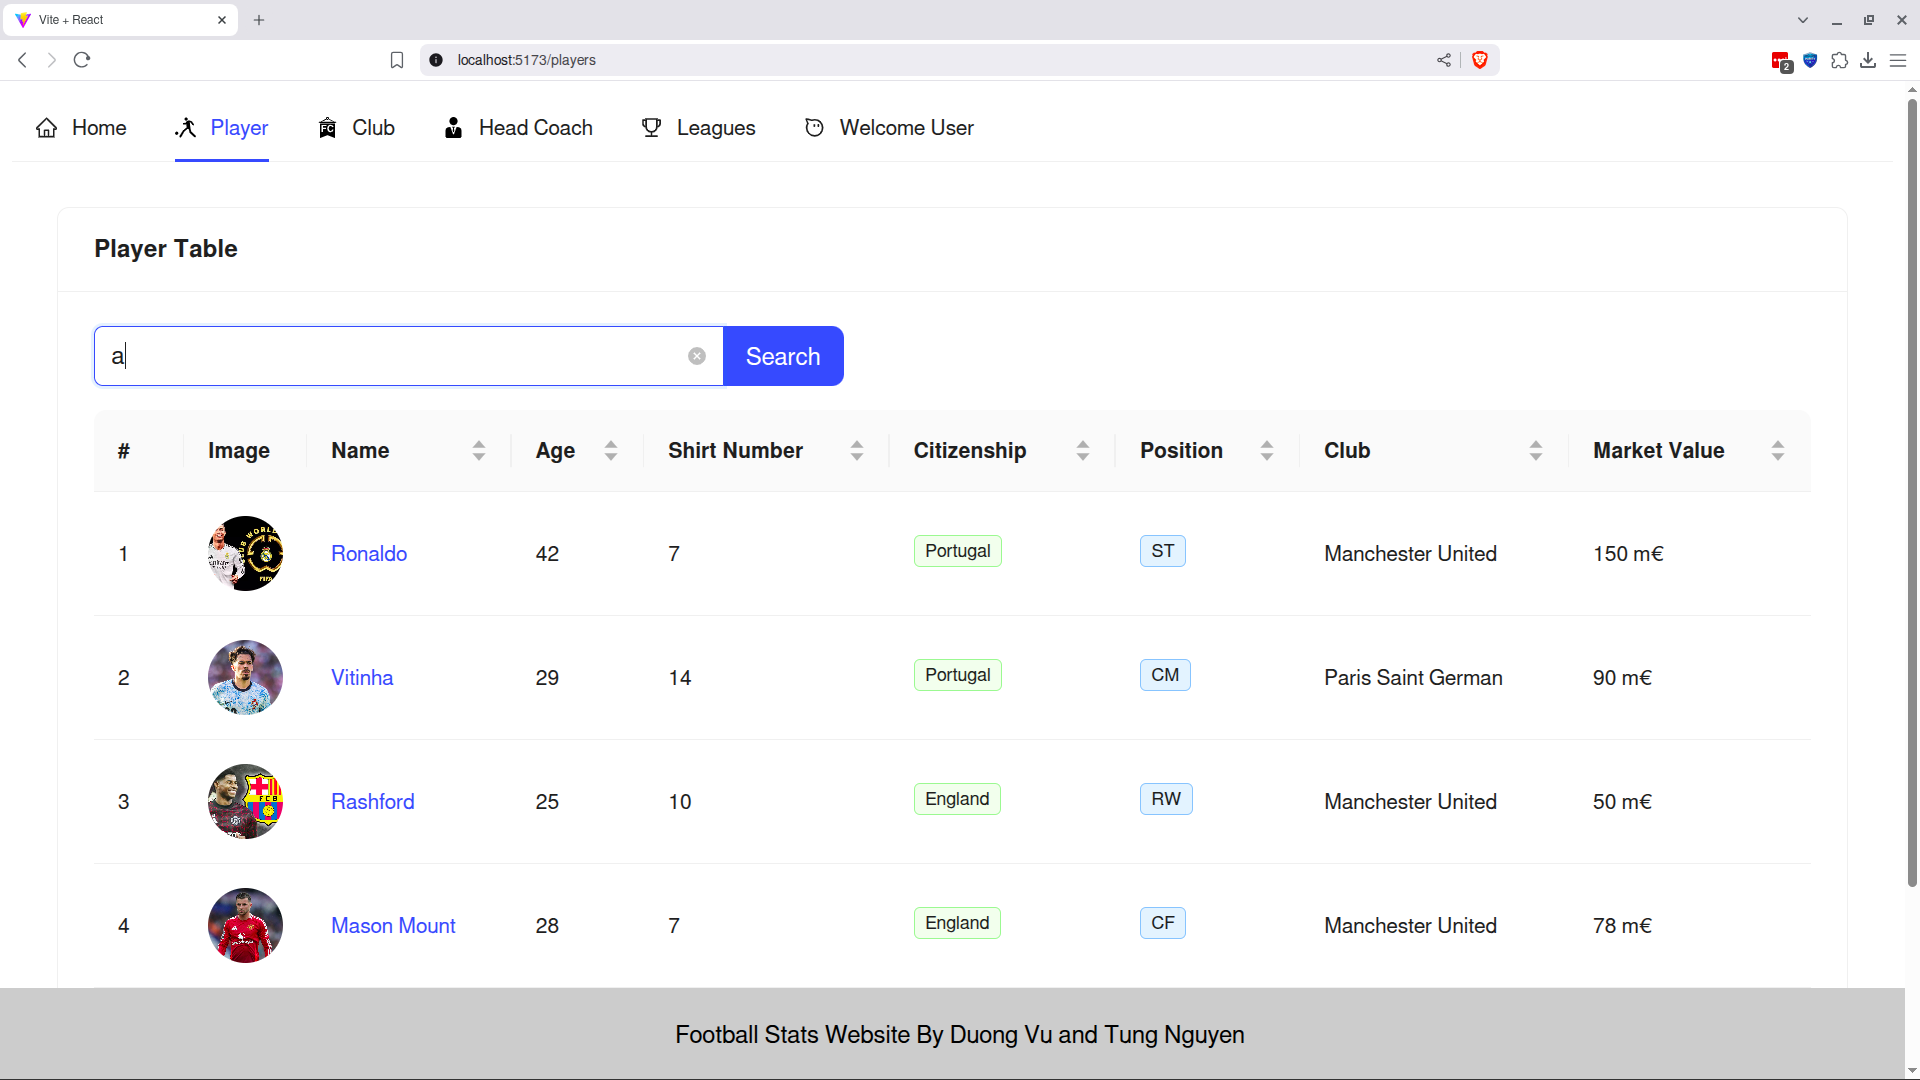 Vite + React
localhost:5173/players
2
Home Player FC Club Head Coach Leagues Welcome User
Player Table
a Search
# Image Name Age Shirt Number Citizenship Position Club Market Value
1 Ronaldo 42 7 Portugal ST Manchester United 150 m€
2 Vitinha 29 14 Portugal CM Paris Saint German 90 m€
3 FCB Rashford 25 10 England RW Manchester United 50 m€
4 Mason Mount 28 7 England CF Manchester United 78 m€
Football Stats Website By Duong Vu and Tung Nguyen